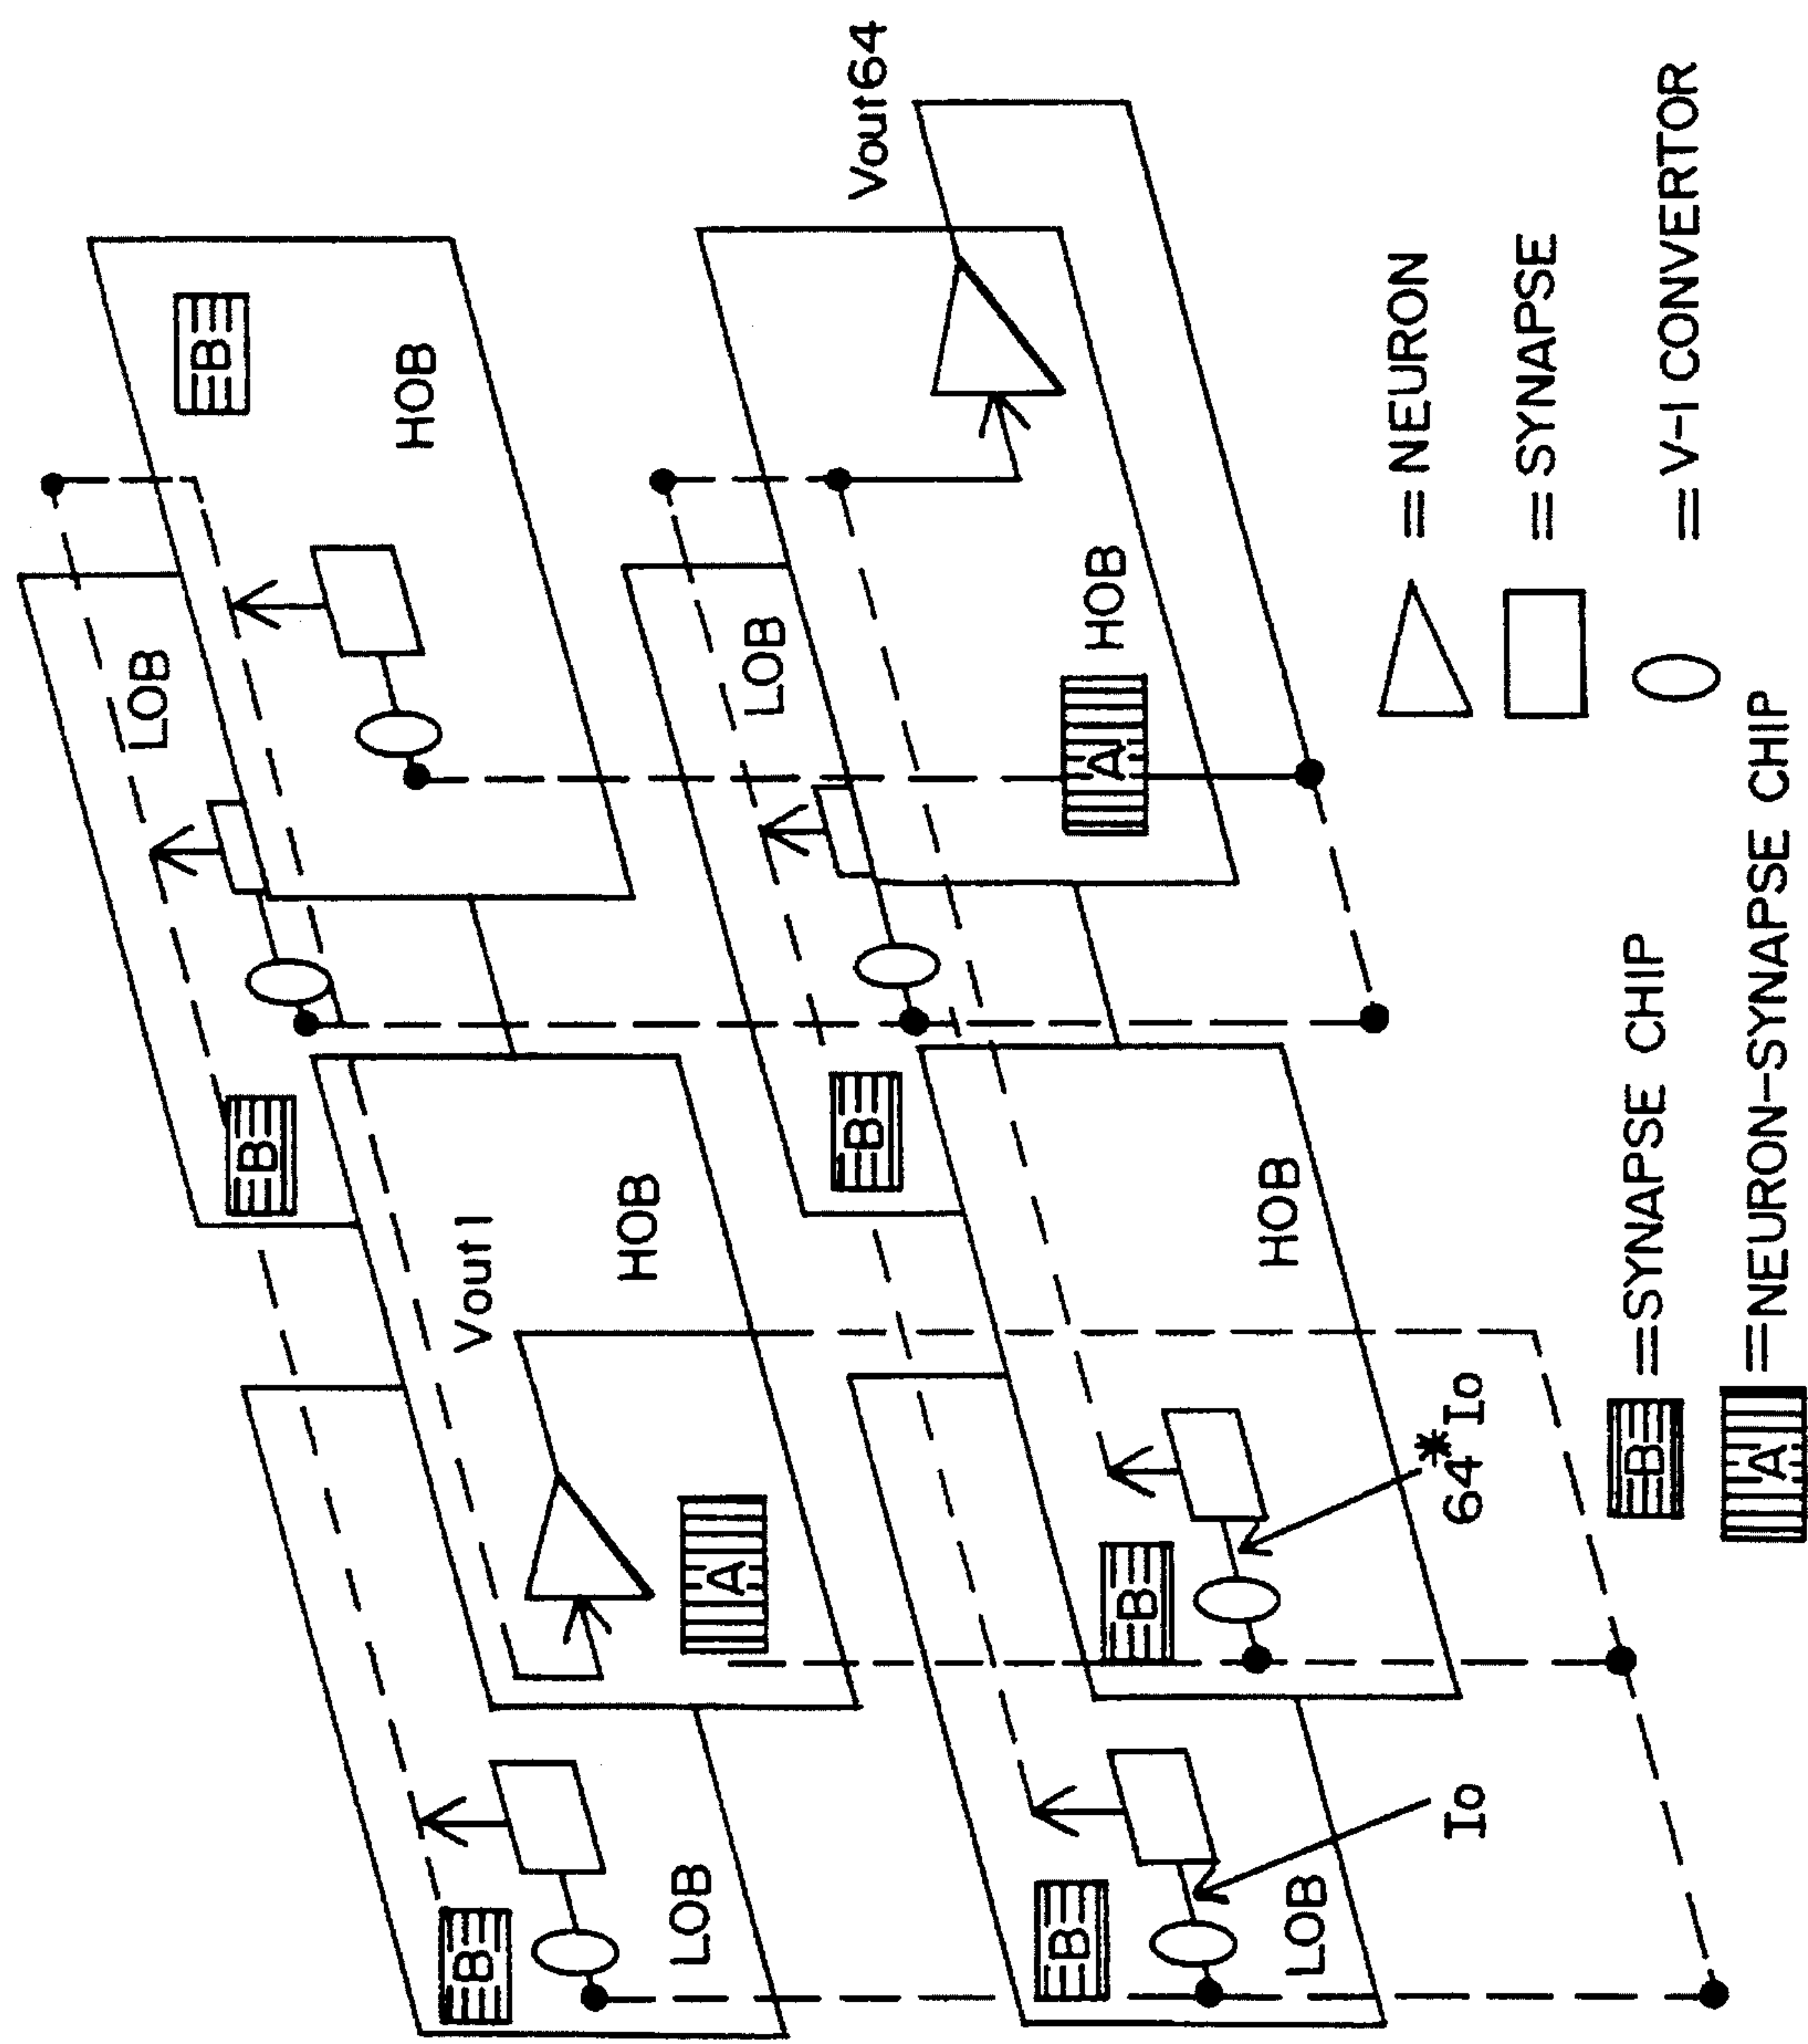 LOB
B
B
HOB
Vout1
B
HOB
LOB
A
LOB
B
Vout64
B
A HOB
B
HOB
LOB
Io
64*Io
= NEURON
= SYNAPSE
B =SYNAPSE CHIP
= V-I CONVERTOR
A =NEURON-SYNAPSE CHIP